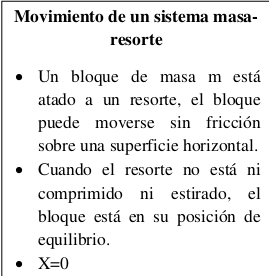 Movimiento de un sistema masa-
resorte
• Un bloque de masa m está
atado a un resorte, el bloque
puede moverse sin fricción
sobre una superficie horizontal.
• Cuando el resorte no está ni
comprimido ni estirado, el
bloque está en su posición de
equilibrio.
• X=0